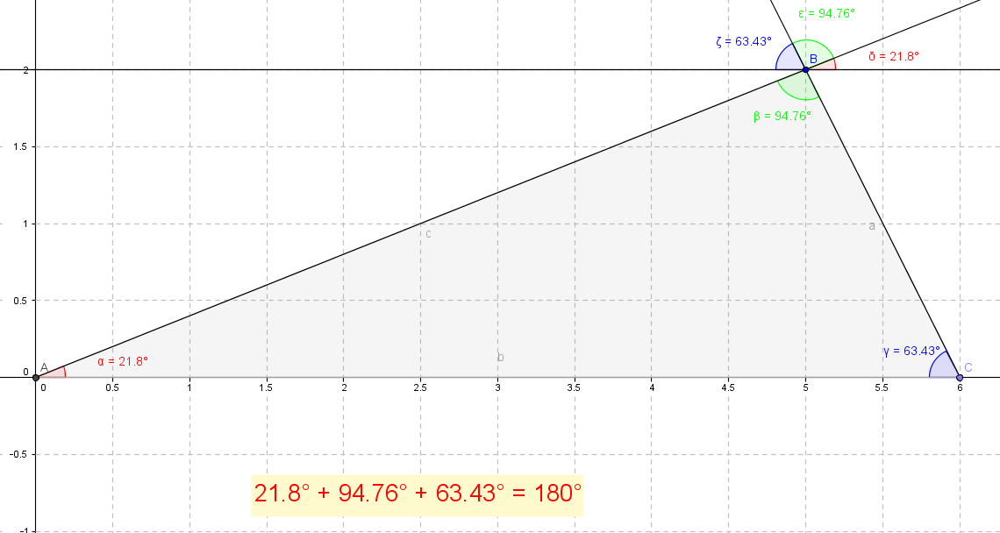 ε = 94.76°
ζ = 63.43°
B
δ = 21.8°
2
β = 94.76°
1.5
1
c
a
0.5
b
γ = 63.43°
α = 21.8°
A
C
0
0 0.5 1 1.5 2 2.5 3 3.5 4 4.5 5 5.5 6
-0.5
21.8° + 94.76° + 63.43° = 180°
-1